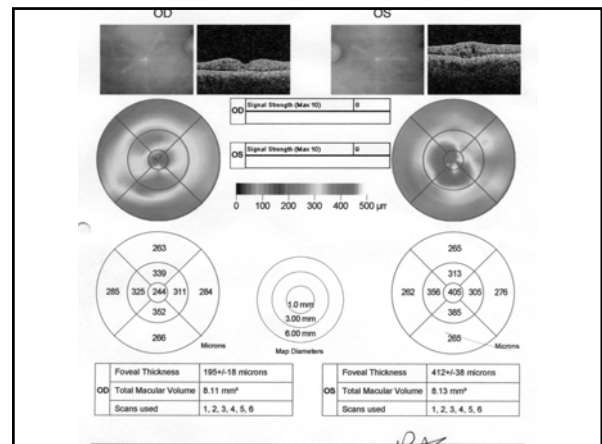 OD OS
OD Signal Strength (Max 10) 8
OS Signal Strength (Max 10) 9
0 100 200 300 400 500 µm
263
339
285 325 244 311 284
352
266
Microns
1.0 mm
3.00 mm
6.00 mm
Map Diameters
265
313
262 356 405 305 276
385
265
Microns
OD
Foveal Thickness 195+/-18 microns
Total Macular Volume 8.11 mm³
Scans used 1, 2, 3, 4, 5, 6
OS
Foveal Thickness 412+/-38 microns
Total Macular Volume 8.13 mm³
Scans used 1, 2, 3, 4, 5, 6